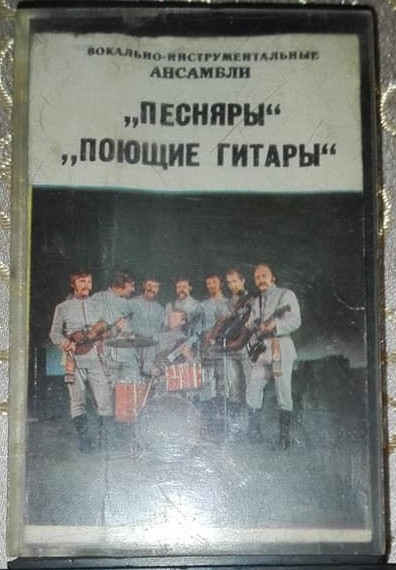 ВОКАЛЬНО-ИНСТРУМЕНТАЛЬНЫЕ
АНСАМБЛИ
„ПЕСНЯРЫ“
„ПОЮЩИЕ ГИТАРЫ“